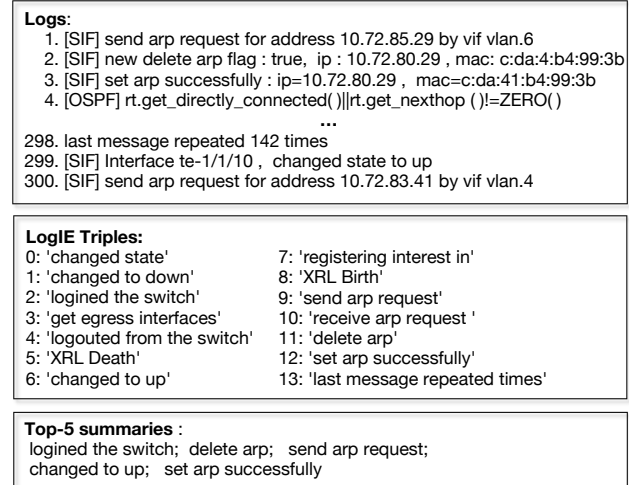 Logs:
1. [SIF] send arp request for address 10.72.85.29 by vif vlan.6
2. [SIF] new delete arp flag : true, ip : 10.72.80.29 , mac: c:da:4:b4:99:3b
3. [SIF] set arp successfully : ip=10.72.80.29 , mac=c:da:41:b4:99:3b
4. [OSPF] rt.get_directly_connected( )||rt.get_nexthop ( )!=ZERO( )
...
298. last message repeated 142 times
299. [SIF] Interface te-1/1/10 , changed state to up
300. [SIF] send arp request for address 10.72.83.41 by vif vlan.4
LogIE Triples:
0: 'changed state'
1: 'changed to down'
2: 'logined the switch'
3: 'get egress interfaces'
4: 'logouted from the switch'
5: 'XRL Death'
6: 'changed to up'
7: 'registering interest in'
8: 'XRL Birth'
9: 'send arp request'
10: 'receive arp request '
11: 'delete arp'
12: 'set arp successfully'
13: 'last message repeated times'
Top-5 summaries :
logined the switch; delete arp; send arp request;
changed to up; set arp successfully